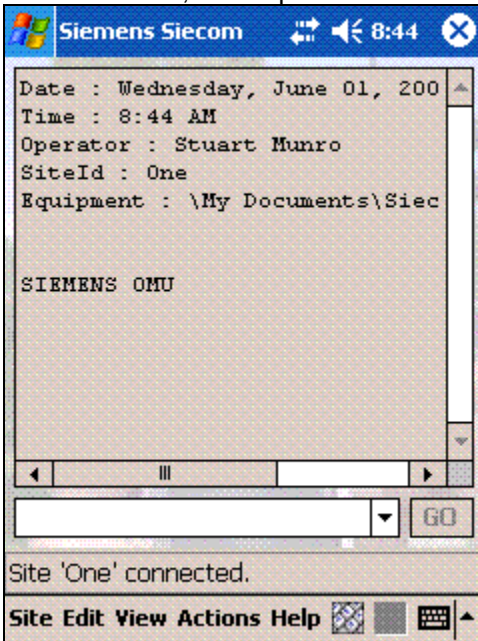 Siemens Siecom 8:44
Date : Wednesday, June 01, 200
Time : 8:44 AM
Operator : Stuart Munro
SiteId : One
Equipment : \My Documents\Siec
SIEMENS OMU
GO
Site 'One' connected.
Site Edit View Actions Help